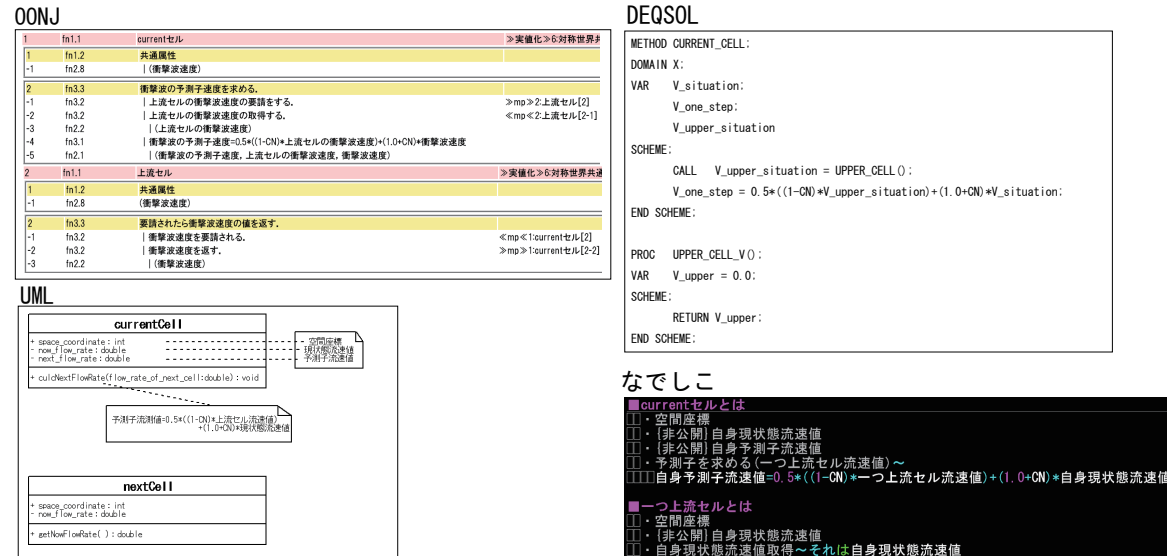 OONJ
1 fn1.1 currentセル ≫実値化≫6:対称世界共
1 fn1.2 共通属性
-1 fn2.8 | (衝撃波速度)
2 fn3.3 衝撃波の予測子速度を求める.
-1 fn3.2 | 上流セルの衝撃波速度の要請をする. ≫mp≫2:上流セル[2]
-2 fn3.2 | 上流セルの衝撃波速度の取得する. ≪mp≪2:上流セル[2-1]
-3 fn2.2 | (上流セルの衝撃波速度)
-4 fn3.1 | 衝撃波の予測子速度=0.5*((1-CN)*上流セルの衝撃波速度)+(1.0+CN)*衝撃波速度
-5 fn2.1 | (衝撃波の予測子速度, 上流セルの衝撃波速度, 衝撃波速度)
2 fn1.1 上流セル ≫実値化≫6:対称世界共通
1 fn1.2 共通属性
-1 fn2.8 (衝撃波速度)
2 fn3.3 要請されたら衝撃波速度の値を返す.
-1 fn3.2 | 衝撃波速度を要請される. ≪mp≪1:currentセル[2]
-2 fn3.2 | 衝撃波速度を返す. ≫mp≫1:currentセル[2-2]
-3 fn2.2 | (衝撃波速度)
UML
currentCell
+ space_coordinate : int
- now_flow_rate : double
- next_flow_rate : double
空間座標
現状態流速値
予測子流速値
+ culcNextFlowRate(flow_rate_of_next_cell:double) : void
予測子流測値=0.5*((1-CN)*上流セル流速値)
+(1.0+CN)*現状態流速値
nextCell
+ space_coordinate : int
- now_flow_rate : double
+ getNowFlowRate( ) : double
DEQSOL
METHOD CURRENT_CELL;
DOMAIN X;
VAR V_situation;
V_one_step;
V_upper_situation
SCHEME;
CALL V_upper_situation = UPPER_CELL();
V_one_step = 0.5*((1-CN)*V_upper_situation)+(1.0+CN)*V_situation;
END SCHEME;
PROC UPPER_CELL_V();
VAR V_upper = 0.0;
SCHEME;
RETURN V_upper;
END SCHEME;
なでしこ
■currentセルとは
・空間座標
・{非公開}自身現状態流速値
・{非公開}自身予測子流速値
・予測子を求める(一つ上流セル流速値)～
自身予測子流速値=0.5*((1-CN)*一つ上流セル流速値)+(1.0+CN)*自身現状態流速値
■一つ上流セルとは
・空間座標
・{非公開}自身現状態流速値
・自身現状態流速値取得～それは自身現状態流速値